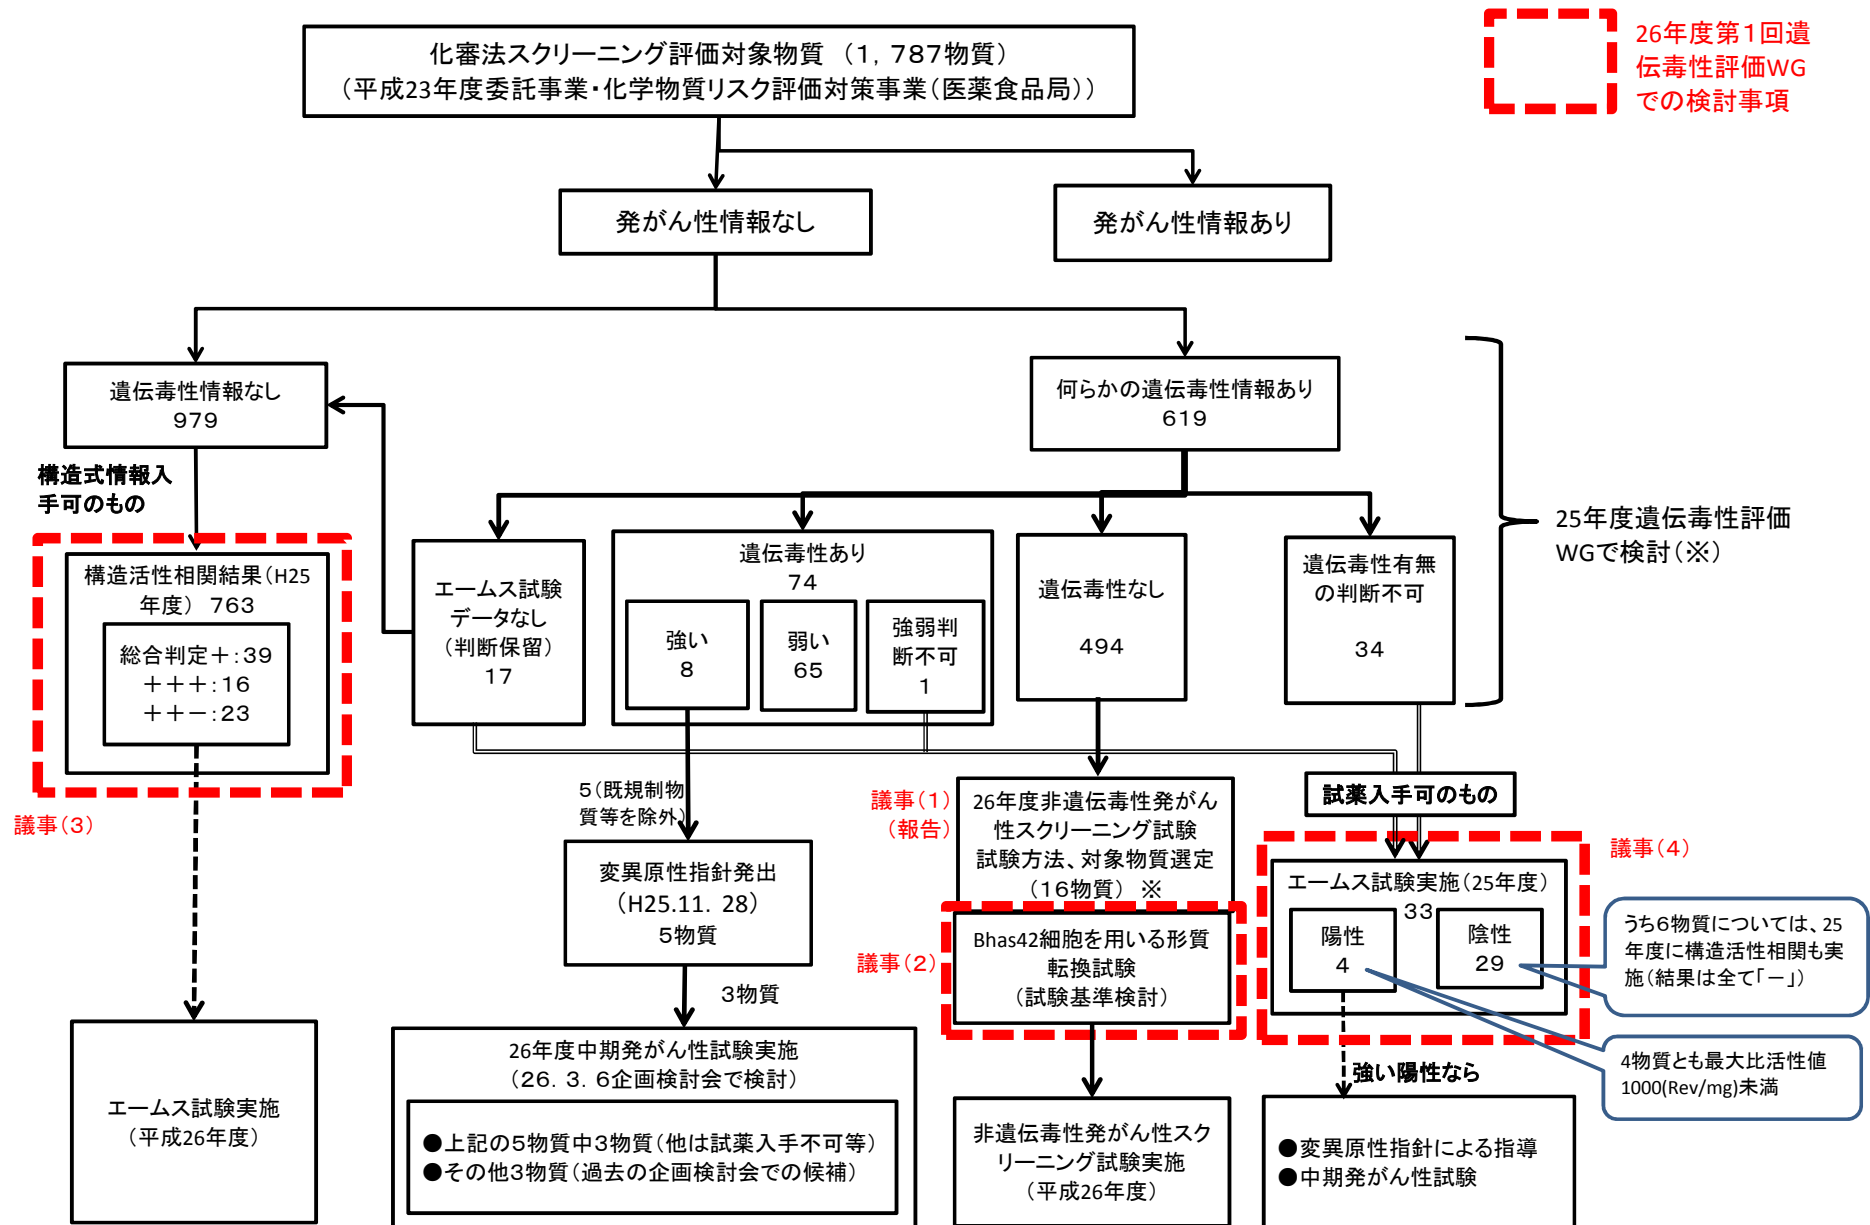 化審法スクリーニング評価対象物質 (1,787物質)
(平成23年度委託事業・化学物質リスク評価対策事業(医薬食品局))
26年度第1回遺
伝毒性評価WG
での検討事項
発がん性情報なし
発がん性情報あり
遺伝毒性情報なし
979
何らかの遺伝毒性情報あり
619
構造式情報入
手可のもの
25年度遺伝毒性評価
WGで検討(※)
構造活性相関結果(H25
年度) 763
総合判定+:39
+++:16
++-:23
エームス試験
データなし
(判断保留)
17
遺伝毒性あり
74
強い
8
弱い
65
強弱判
断不可
1
遺伝毒性なし
494
遺伝毒性有無
の判断不可
34
議事(3)
5(既規制物
質等を除外)
議事(1)
(報告)
26年度非遺伝毒性発がん
性スクリーニング試験
試験方法、対象物質選定
(16物質) ※
試薬入手可のもの
議事(4)
変異原性指針発出
(H25.11. 28)
5物質
議事(2)
Bhas42細胞を用いる形質
転換試験
(試験基準検討)
エームス試験実施(25年度)
33
陽性
4
陰性
29
うち6物質については、25
年度に構造活性相関も実
施(結果は全て「-」)
3物質
4物質とも最大比活性値
1000(Rev/mg)未満
強い陽性なら
エームス試験実施
(平成26年度)
26年度中期発がん性試験実施
(26. 3. 6企画検討会で検討)
●上記の5物質中3物質(他は試薬入手不可等)
●その他3物質(過去の企画検討会での候補)
非遺伝毒性発がん性スク
リーニング試験実施
(平成26年度)
●変異原性指針による指導
●中期発がん性試験